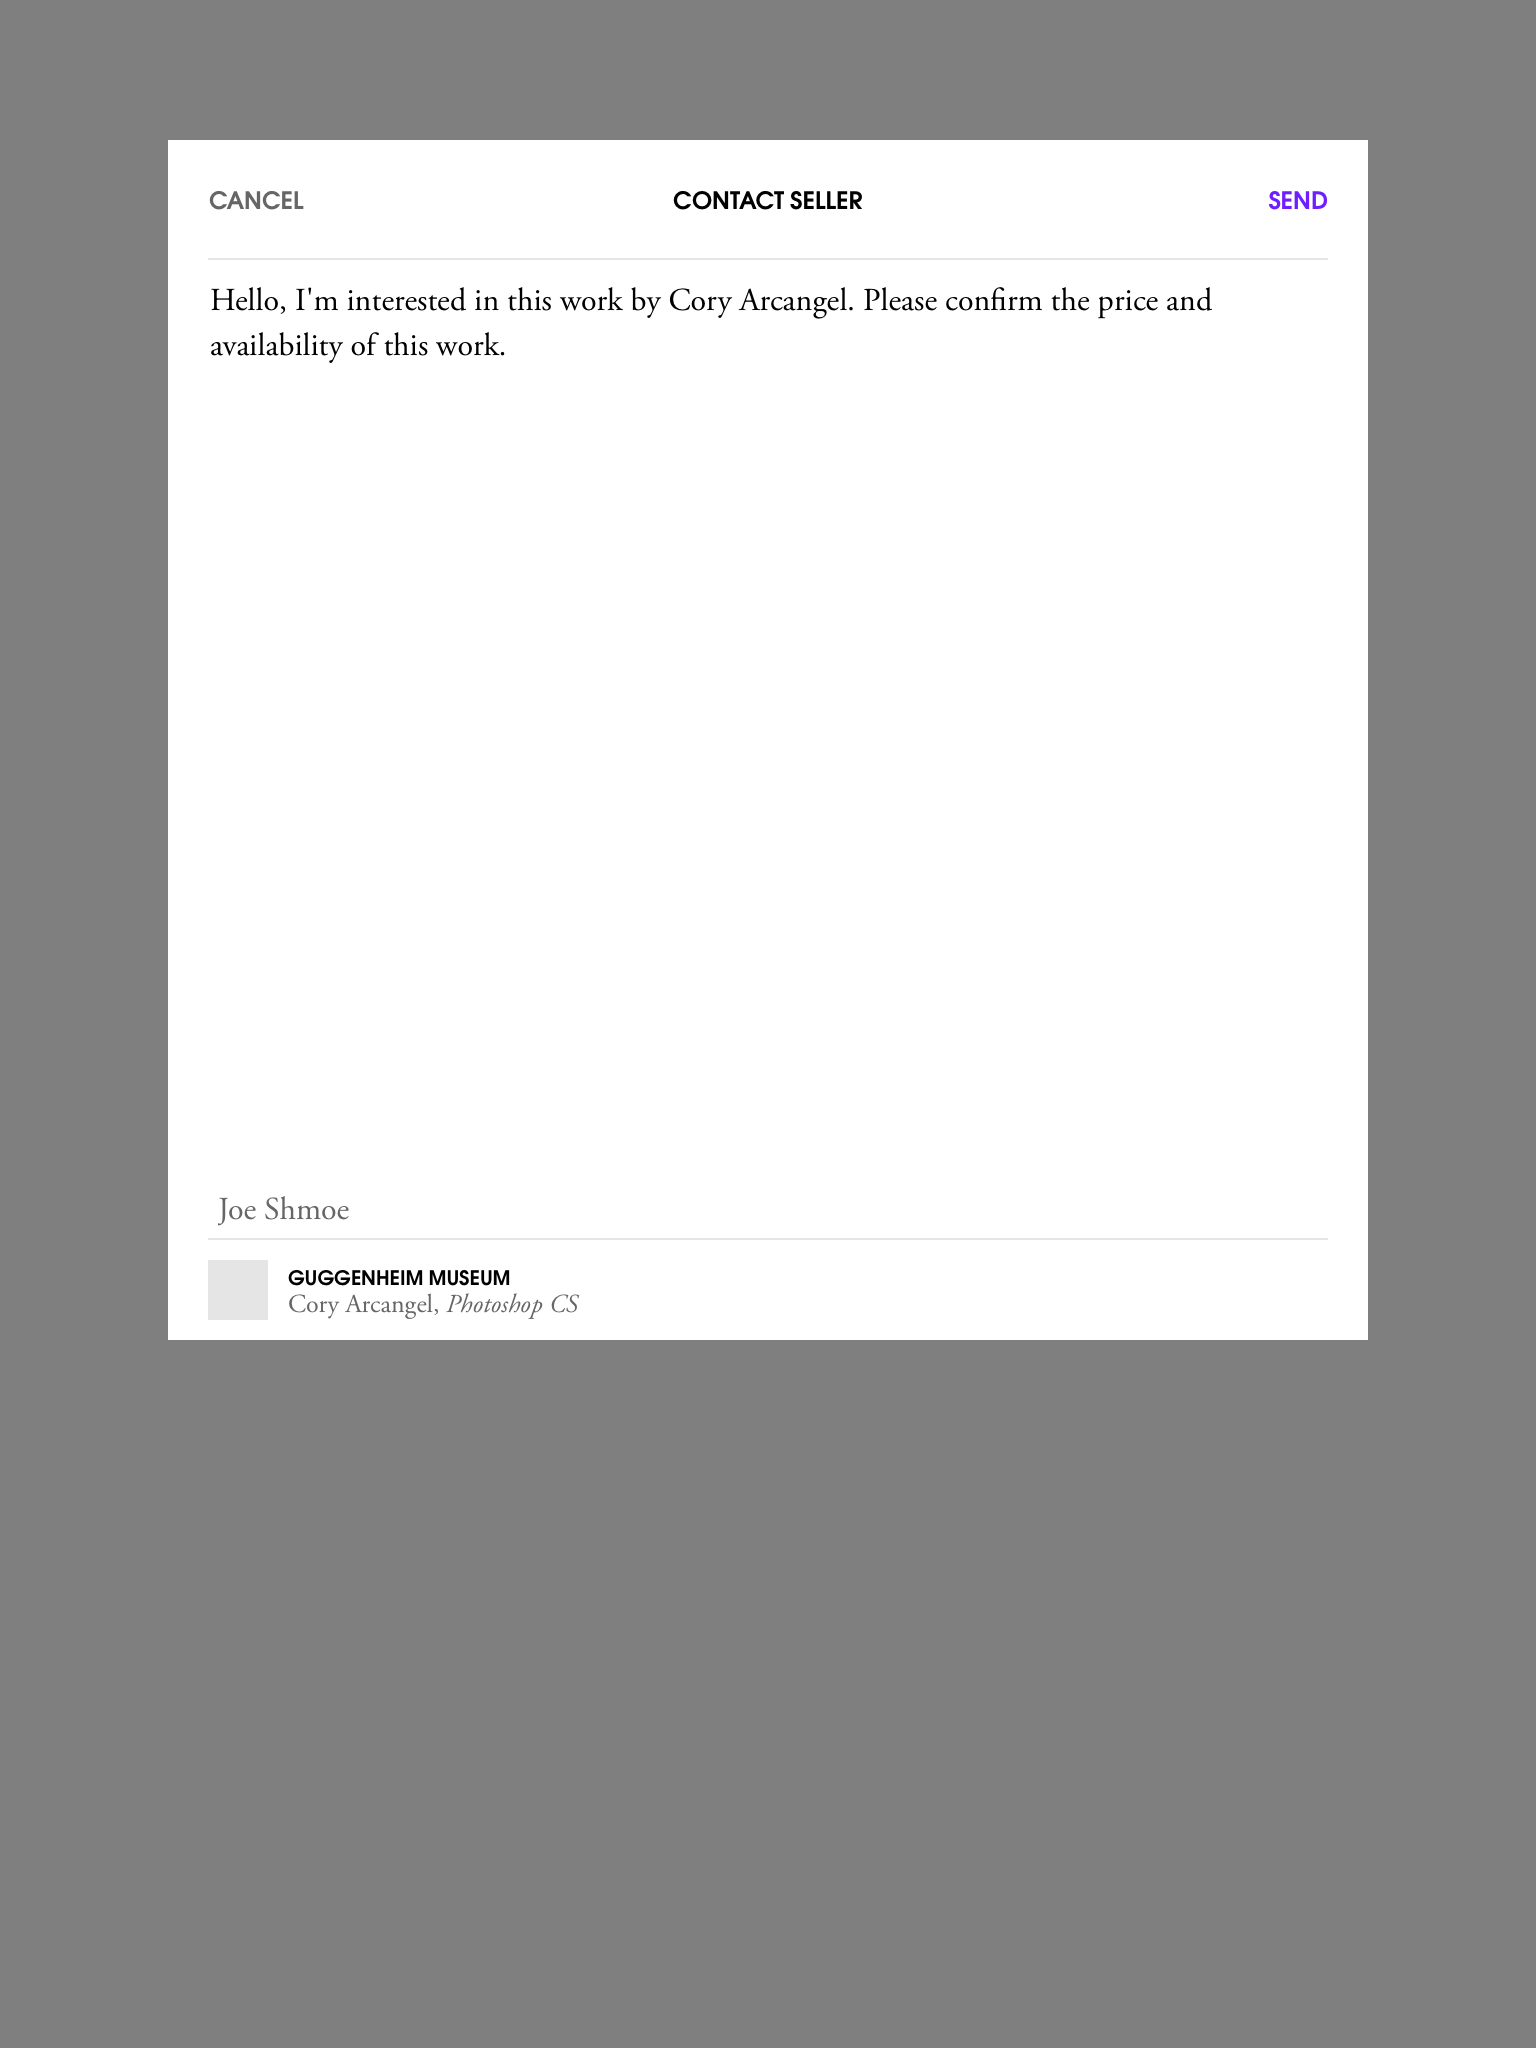 CANCEL CONTACT SELLER SEND
Hello, I'm interested in this work by Cory Arcangel. Please confirm the price and
availability of this work.
Joe Shmoe
GUGGENHEIM MUSEUM
Cory Arcangel, Photoshop CS